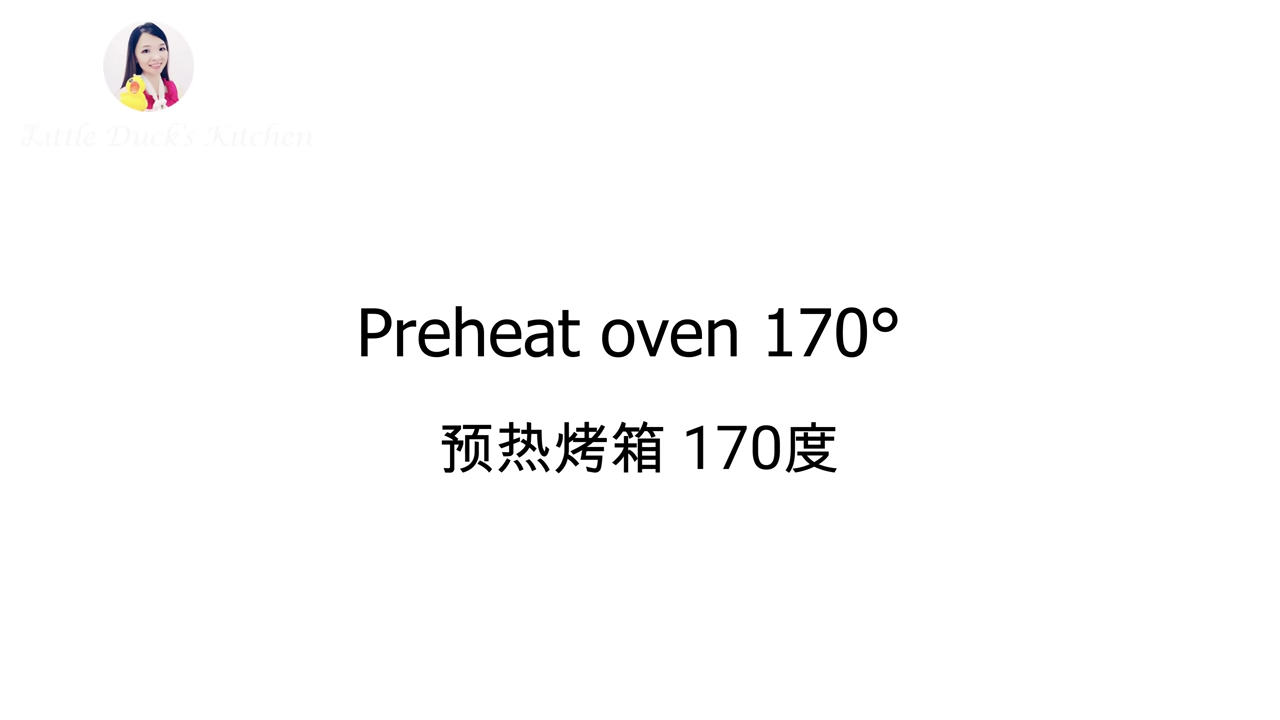 Little Duck's Kitchen
Preheat oven 170°
预热烤箱 170度